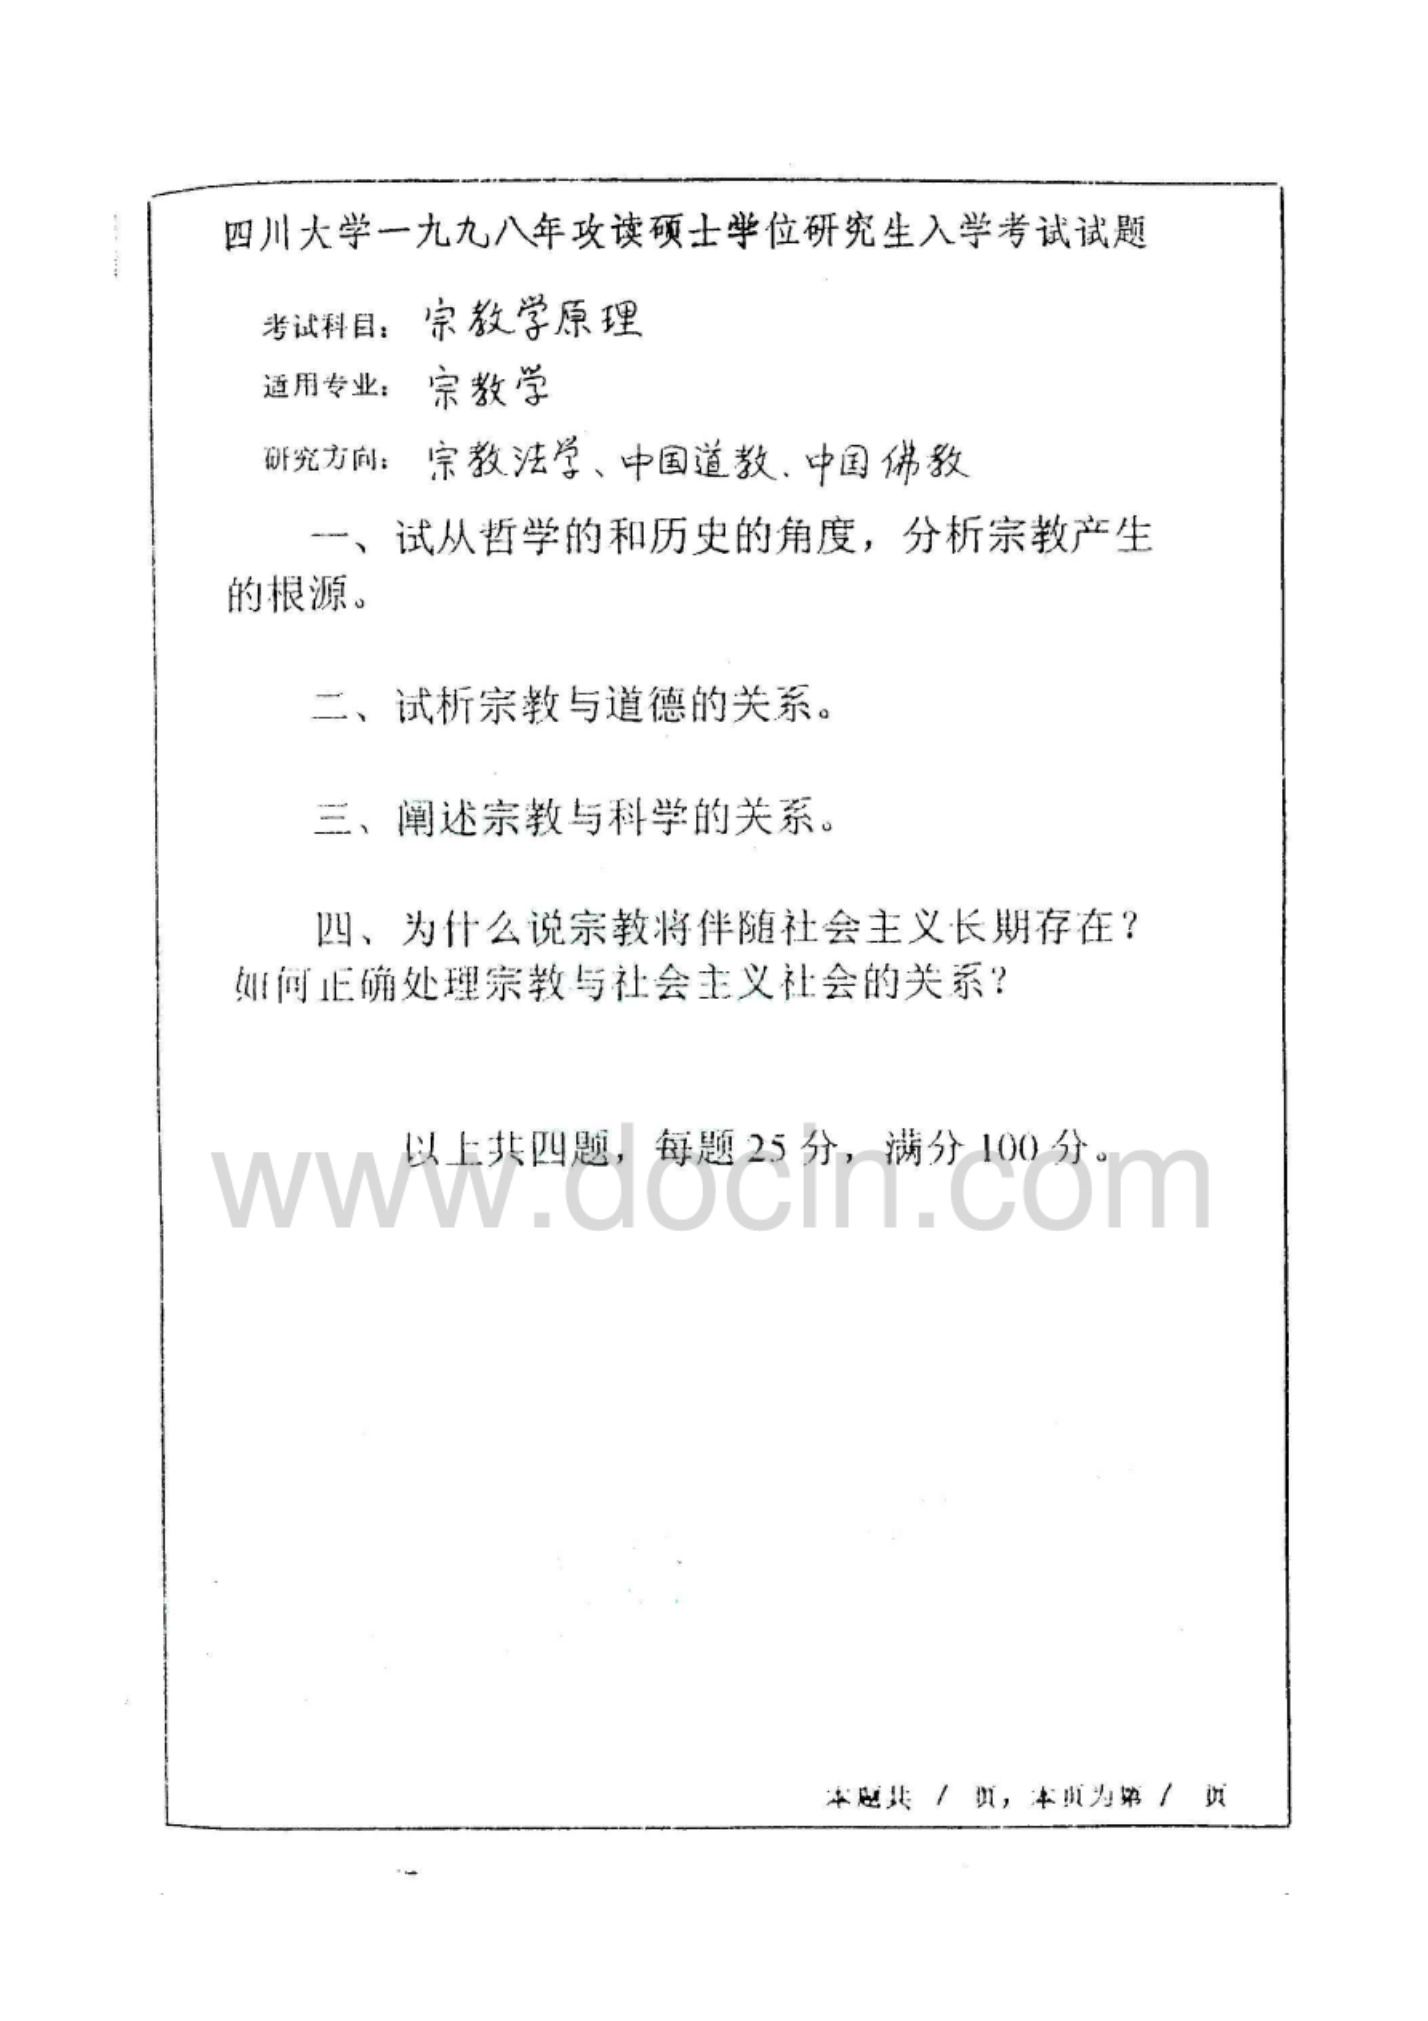 四川大学一九九八年攻读硕士学位研究生入学考试试题
考试科目：宗教学原理
适用专业：宗教学
研究方向：宗教法学、中国道教、中国佛教
一、试从哲学的和历史的角度，分析宗教产生
的根源。
二、试析宗教与道德的关系。
三、阐述宗教与科学的关系。
四、为什么说宗教将伴随社会主义长期存在？
如何正确处理宗教与社会主义社会的关系？
以上共四题，每题25分，满分100分。
www.docin.com
本题共 1 页，本页为第 1 页